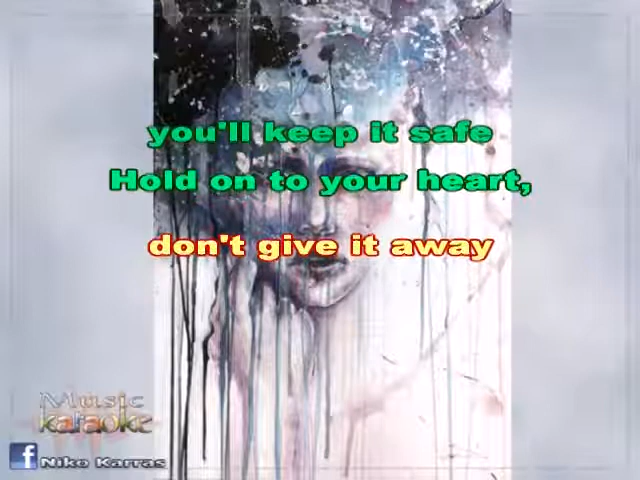 you'll keep it safe
Hold on to your heart,
don't give it away
Music
karaoke
f Niko Karras